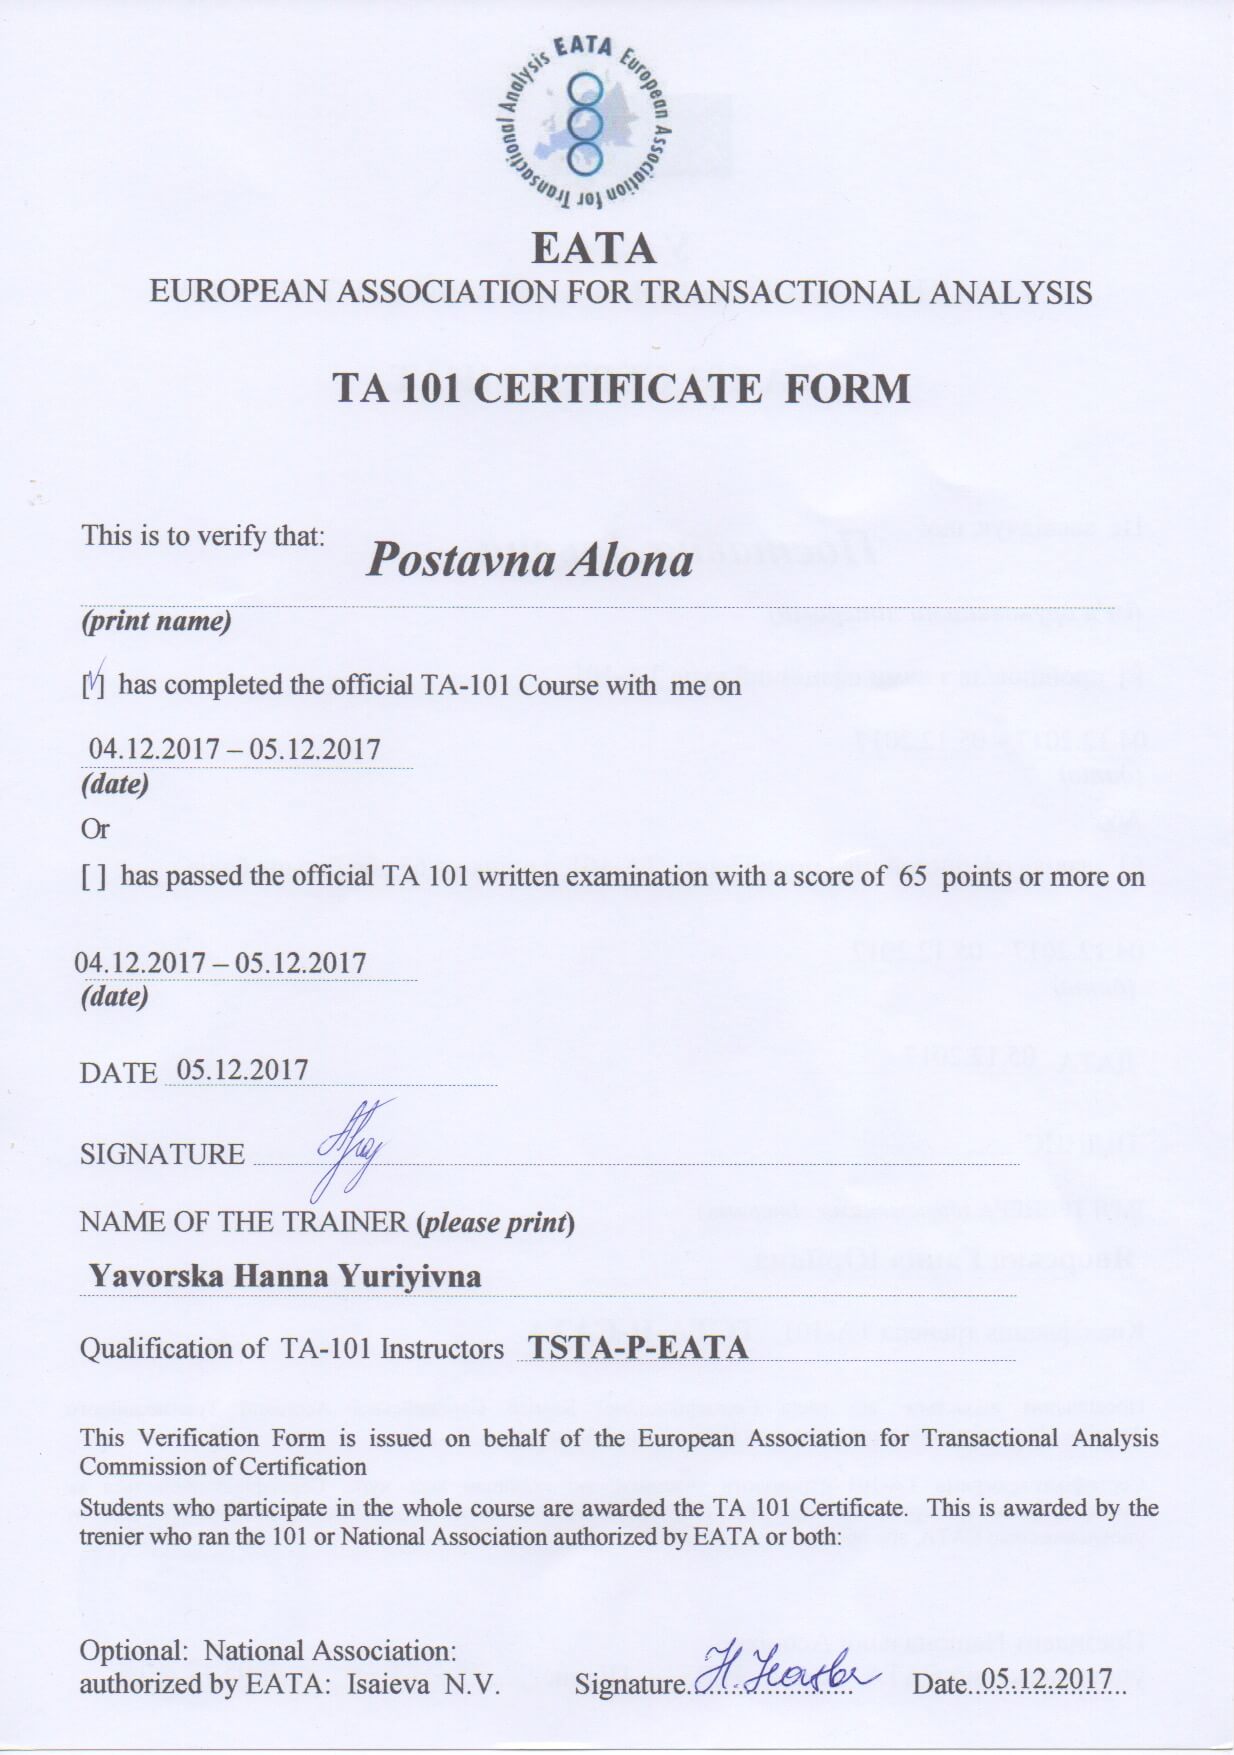 EATA European Association for Transactional Analysis
EATA
EUROPEAN ASSOCIATION FOR TRANSACTIONAL ANALYSIS
TA 101 CERTIFICATE FORM
This is to verify that: Postavna Alona
(print name)
[√] has completed the official TA-101 Course with me on
04.12.2017 – 05.12.2017
(date)
Or
[ ] has passed the official TA 101 written examination with a score of 65 points or more on
04.12.2017 – 05.12.2017
(date)
DATE 05.12.2017
SIGNATURE
NAME OF THE TRAINER (please print)
Yavorska Hanna Yuriyivna
Qualification of TA-101 Instructors TSTA-P-EATA
This Verification Form is issued on behalf of the European Association for Transactional Analysis
Commission of Certification
Students who participate in the whole course are awarded the TA 101 Certificate. This is awarded by the
trenier who ran the 101 or National Association authorized by EATA or both:
Optional: National Association:
authorized by EATA: Isaieva N.V. Signature........................ Date..05.12.2017..